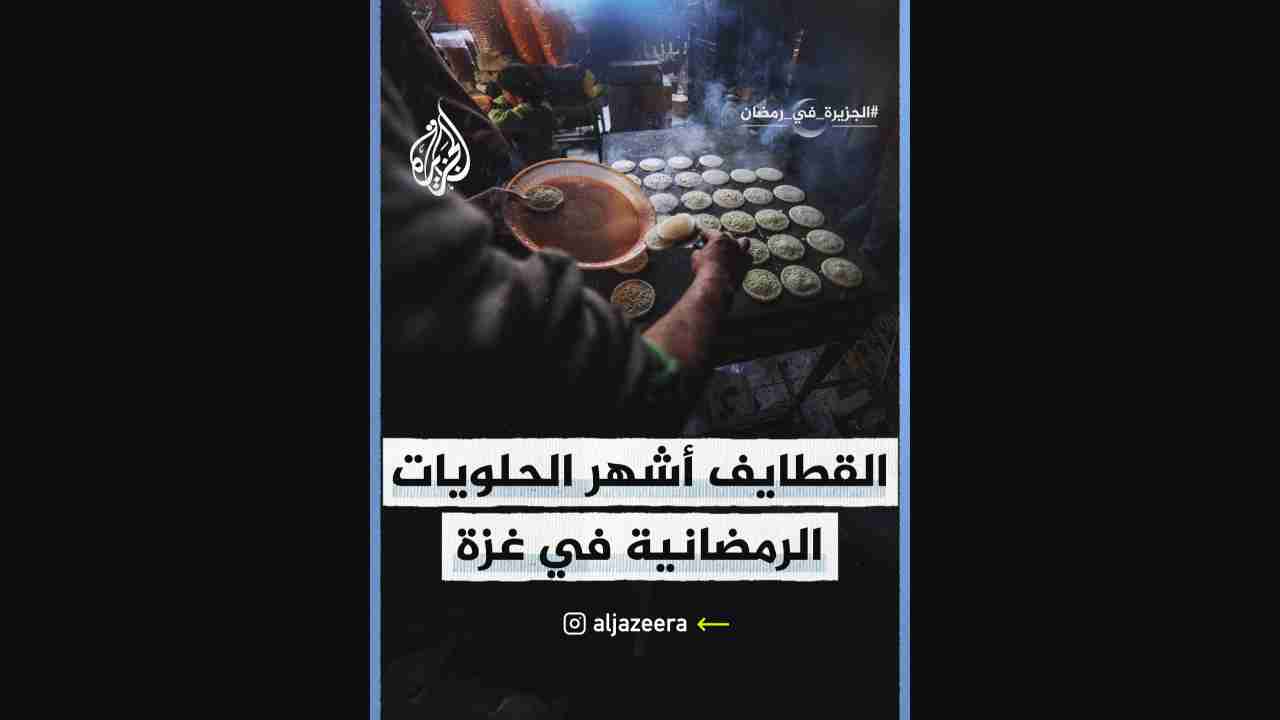 #الجزيرة_في_رمضان
الجزيرة
القطايف أشهر الحلويات
الرمضانية في غزة
aljazeera